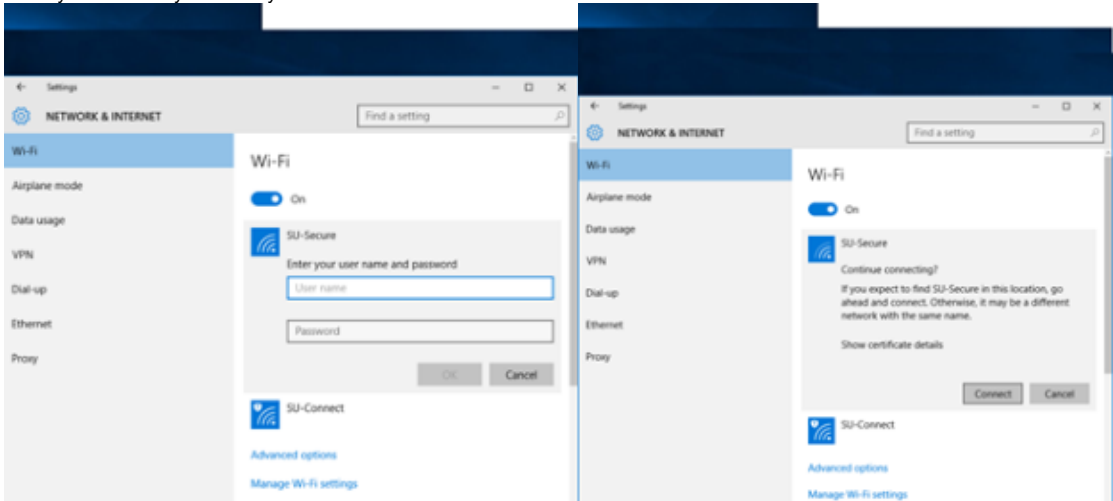 Settings
NETWORK & INTERNET
Find a setting
Wi-Fi
Airplane mode
Data usage
VPN
Dial-up
Ethernet
Proxy
Wi-Fi
On
SU-Secure
Enter your user name and password
User name
Password
OK
Cancel
SU-Connect
Advanced options
Manage Wi-Fi settings
Settings
NETWORK & INTERNET
Find a setting
Wi-Fi
Airplane mode
Data usage
VPN
Dial-up
Ethernet
Proxy
Wi-Fi
On
SU-Secure
Continue connecting?
If you expect to find SU-Secure in this location, go
ahead and connect. Otherwise, it may be a different
network with the same name.
Show certificate details
Connect
Cancel
SU-Connect
Advanced options
Manage Wi-Fi settings